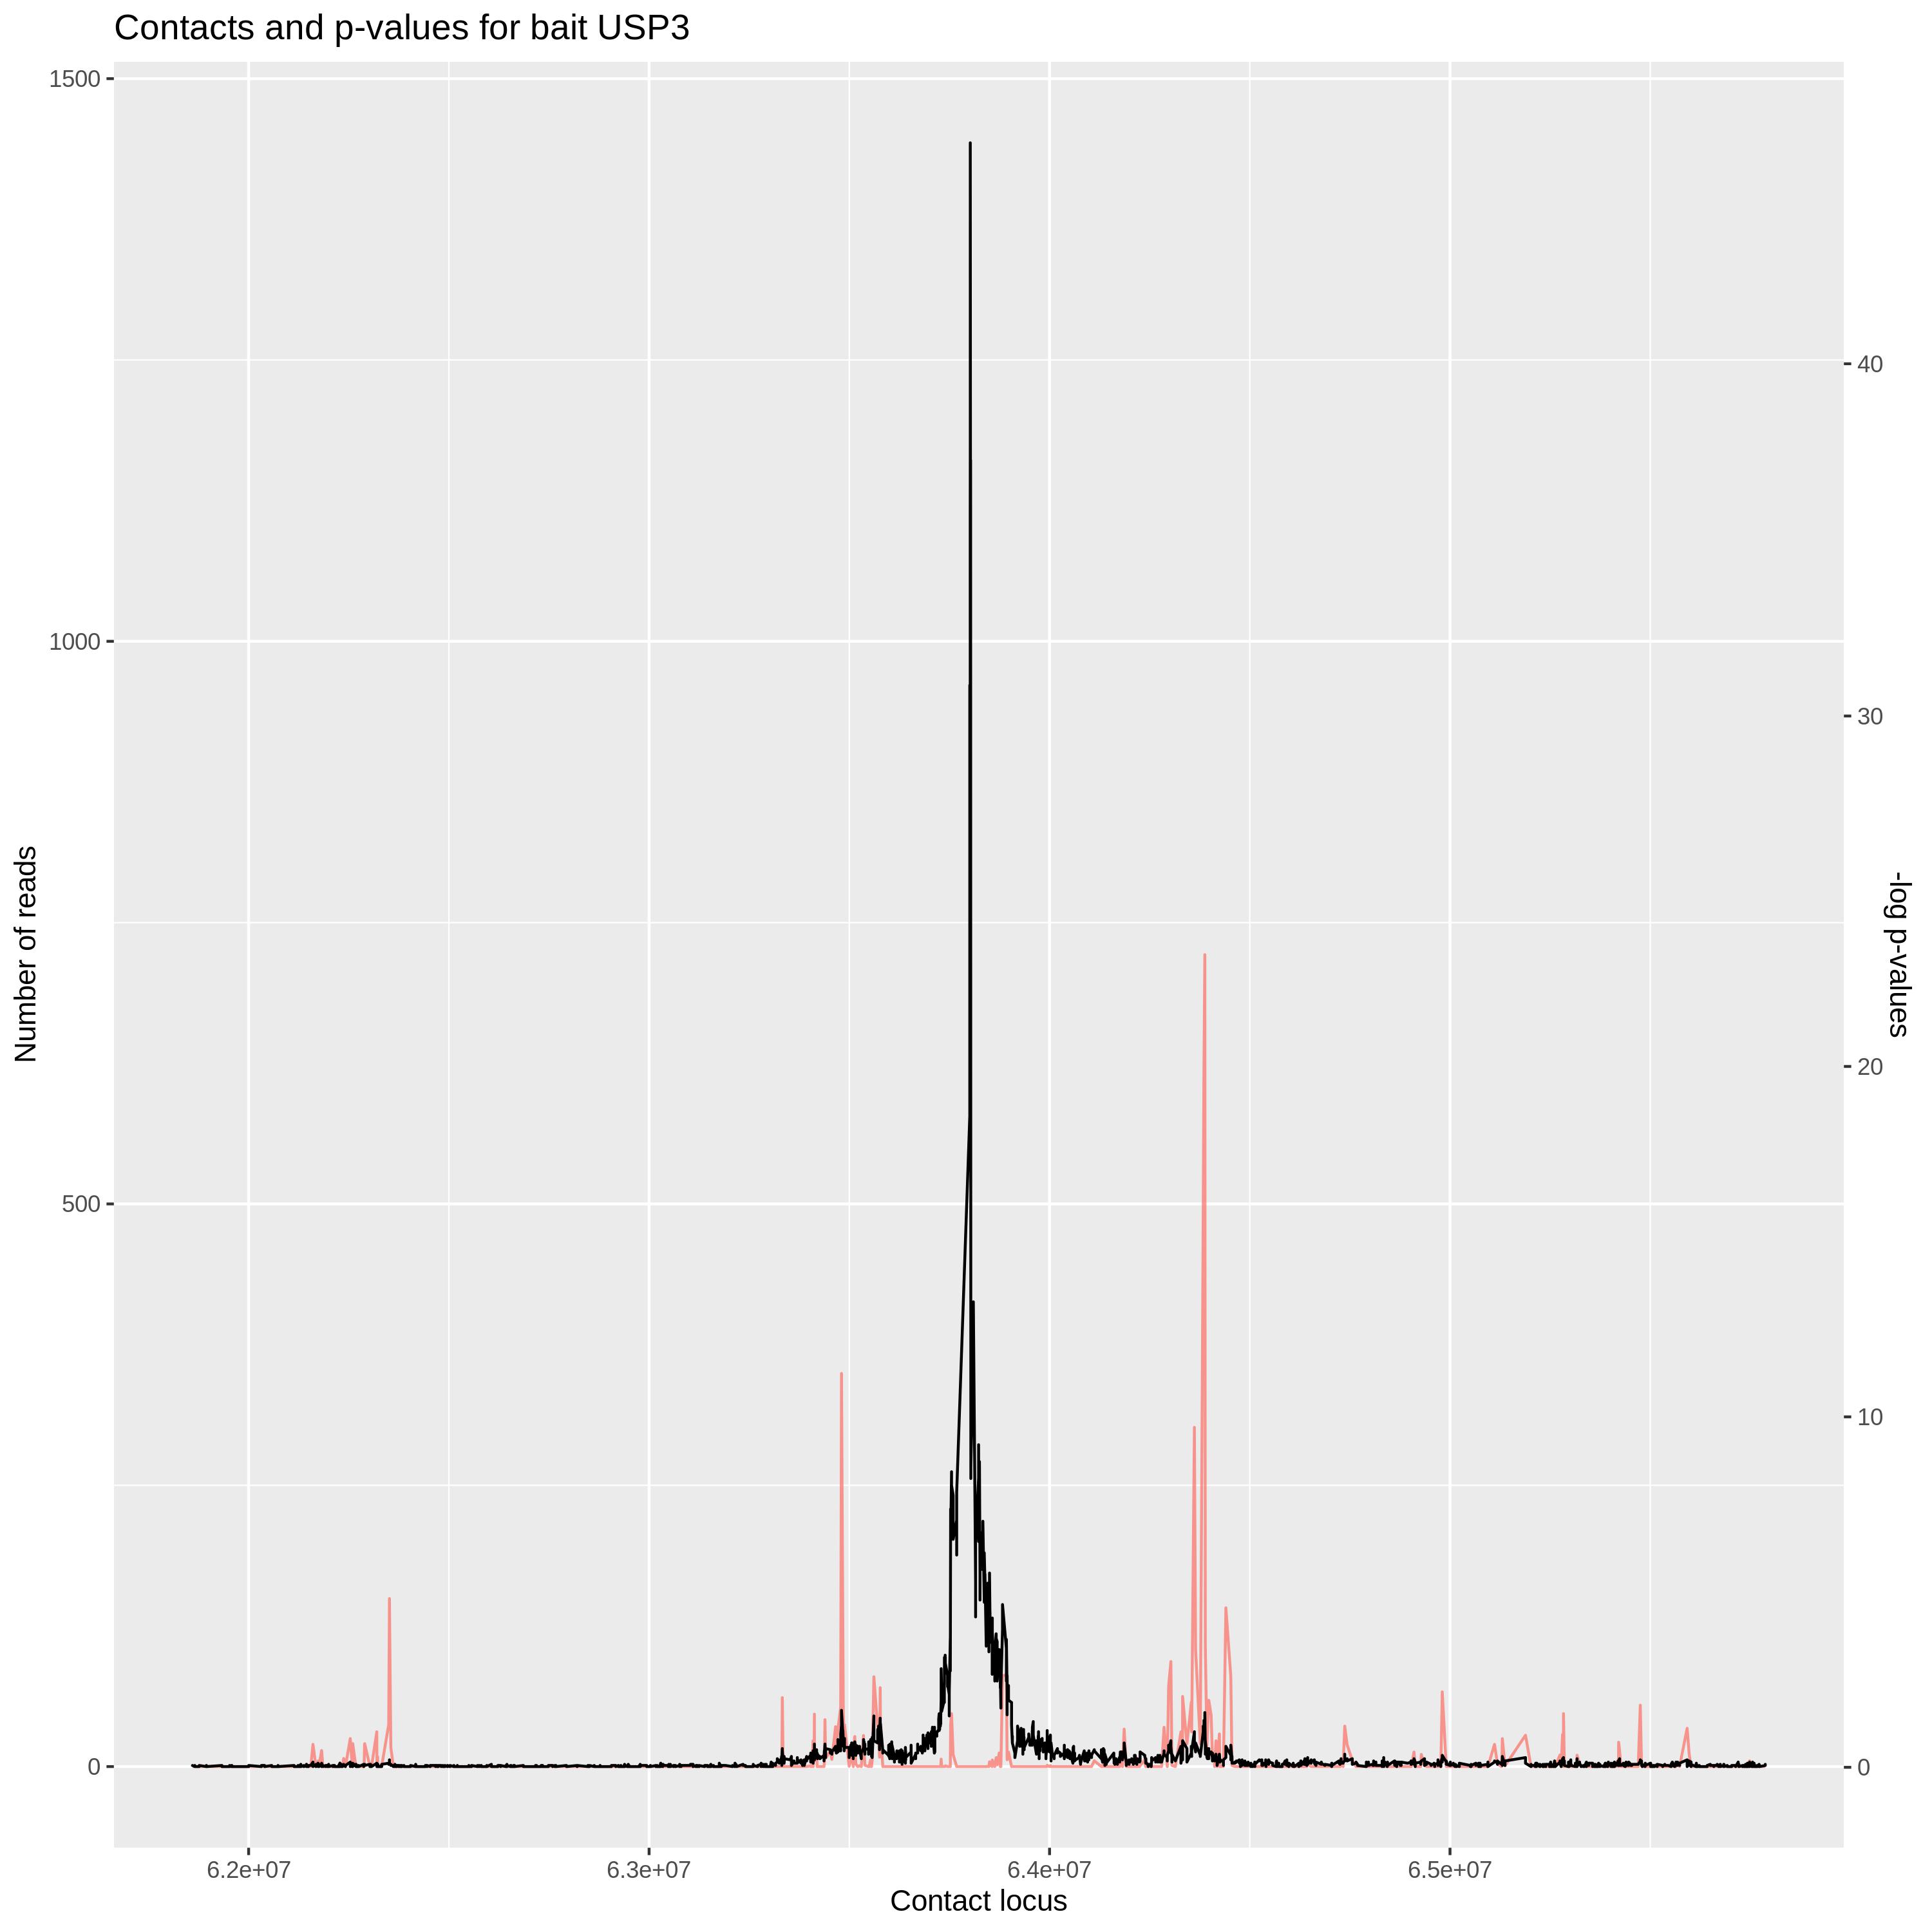 Contacts and p-values for bait USP3
1500
1000
500
0
40
30
20
10
0
Number of reads
-log p-values
6.2e+07
6.3e+07
6.4e+07
6.5e+07
Contact locus